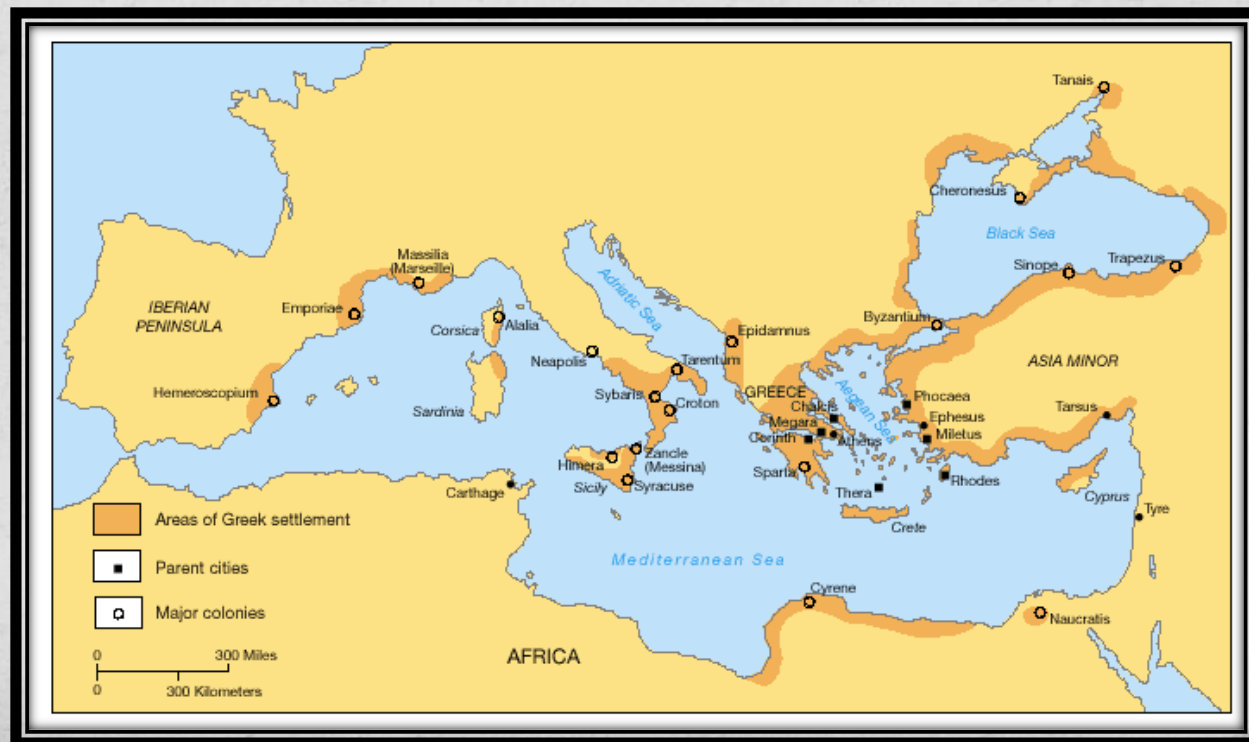 Tanais
Cheronesus
Black Sea
Sinope
Trapezus
Massilia
(Marseille)
Emporiae
IBERIAN
PENINSULA
Corsica
Alalia
Adriatic Sea
Epidamnus
Byzantium
ASIA MINOR
Neapolis
Tarentum
Hemeroscopium
Sardinia
Sybaris
Croton
GREECE
Aegean Sea
Chalcis
Megara
Corinth
Athens
Phocaea
Ephesus
Miletus
Tarsus
Himera
Zancle
(Messina)
Sicily
Syracuse
Sparta
Thera
Rhodes
Carthage
Crete
Cyprus
Tyre
Mediterranean Sea
Cyrene
Naucratis
AFRICA
Areas of Greek settlement
Parent cities
Major colonies
0 300 Miles
0 300 Kilometers